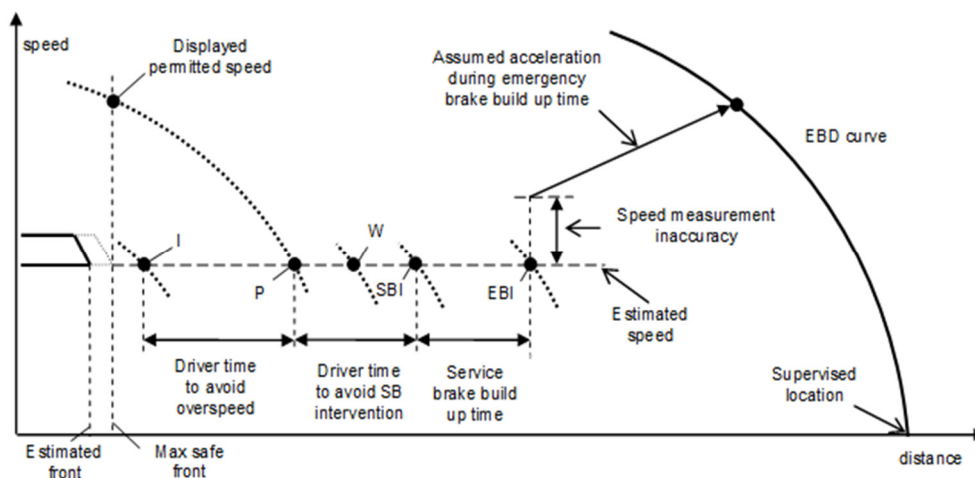 speed
Displayed
permitted speed
Assumed acceleration
during emergency
brake build up time
EBD curve
Speed measurement
inaccuracy
I
P
W
SBI
EBI
Estimated
speed
Driver time
to avoid
overspeed
Driver time
to avoid SB
intervention
Service
brake build
up time
Supervised
location
Estimated
front
Max safe
front
distance